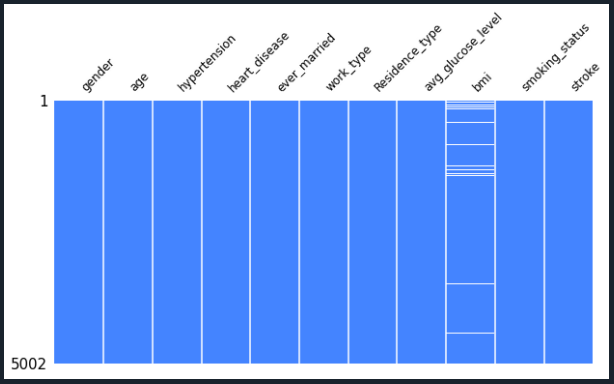 gender
age
hypertension
heart_disease
ever_married
work_type
Residence_type
avg_glucose_level
bmi
smoking_status
stroke
1
5002